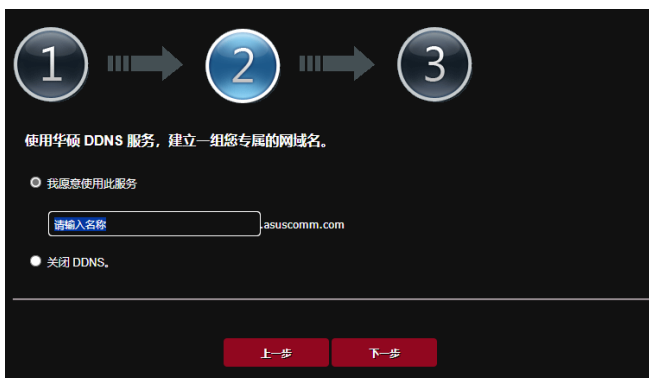 1
2
3
使用华硕 DDNS 服务，建立一组您专属的网域名。
我愿意使用此服务
请输入名称 .asuscomm.com
关闭 DDNS。
上一步 下一步